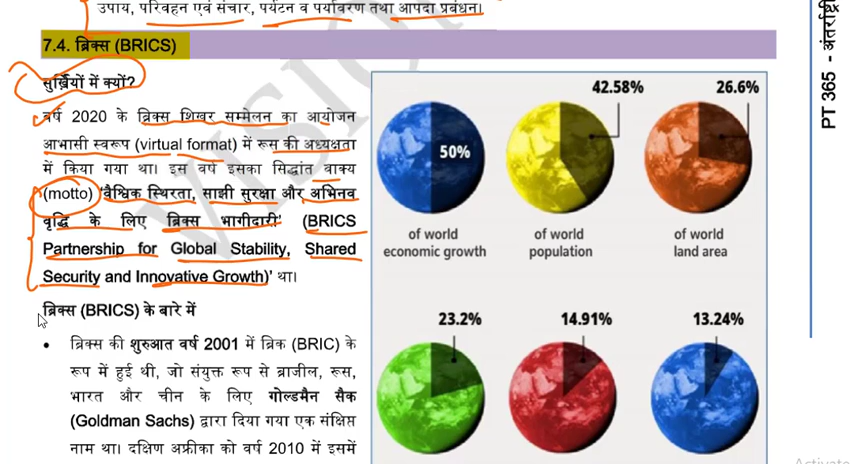 उपाय, परिवहन एवं संचार, पर्यटन व पर्यावरण तथा आपदा प्रबंधन।
7.4. ब्रिक्स (BRICS)
सुर्ख़ियों में क्यों?
वर्ष 2020 के ब्रिक्स शिखर सम्मेलन का आयोजन
आभासी स्वरूप (virtual format) में रूस की अध्यक्षता
में किया गया था। इस वर्ष इसका सिद्धांत वाक्य
(motto) 'वैश्विक स्थिरता, साझी सुरक्षा और अभिनव
वृद्धि के लिए ब्रिक्स भागीदारी' (BRICS
Partnership for Global Stability, Shared
Security and Innovative Growth)' था।
ब्रिक्स (BRICS) के बारे में
• ब्रिक्स की शुरुआत वर्ष 2001 में ब्रिक (BRIC) के
रूप में हुई थी, जो संयुक्त रूप से ब्राजील, रूस,
भारत और चीन के लिए गोल्डमैन सैक
(Goldman Sachs) द्वारा दिया गया एक संक्षिप्त
नाम था। दक्षिण अफ्रीका को वर्ष 2010 में इसमें
50%
of world
economic growth
42.58%
of world
population
26.6%
of world
land area
23.2%
14.91%
13.24%
PT 365 - अंतर्राष्ट्री
VISION
Activate